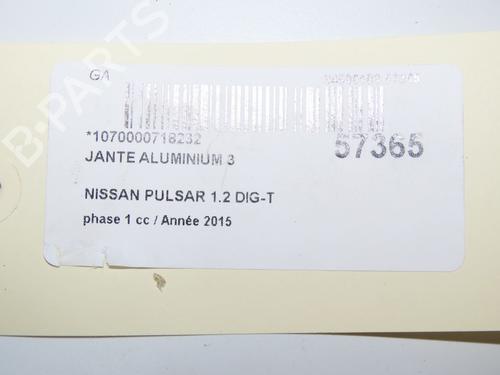 GA
*1070000718232
57365
JANTE ALUMINIUM 3
NISSAN PULSAR 1.2 DIG-T
phase 1 cc / Année 2015
B-PARTS